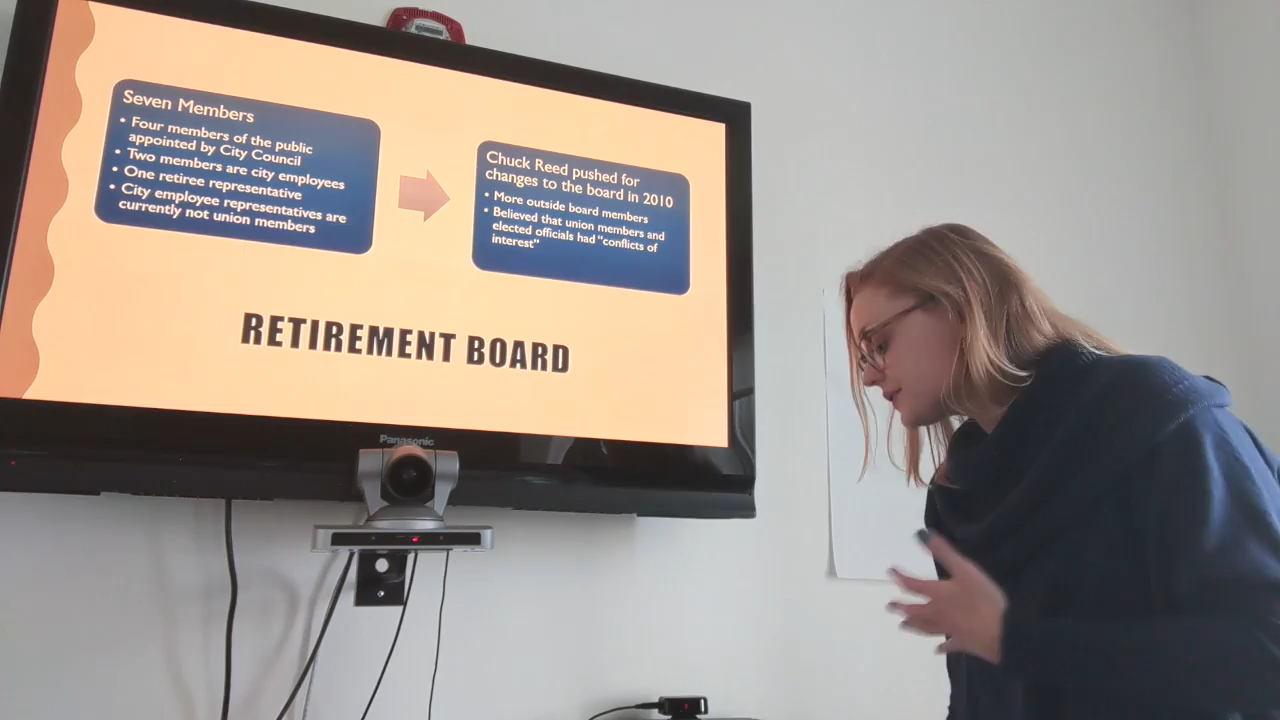 Seven Members
• Four members of the public
appointed by City Council
• Two members are city employees
• One retiree representative
• City employee representatives are
currently not union members
Chuck Reed pushed for
changes to the board in 2010
• More outside board members
• Believed that union members and
elected officials had "conflicts of
interest"
RETIREMENT BOARD
Panasonic